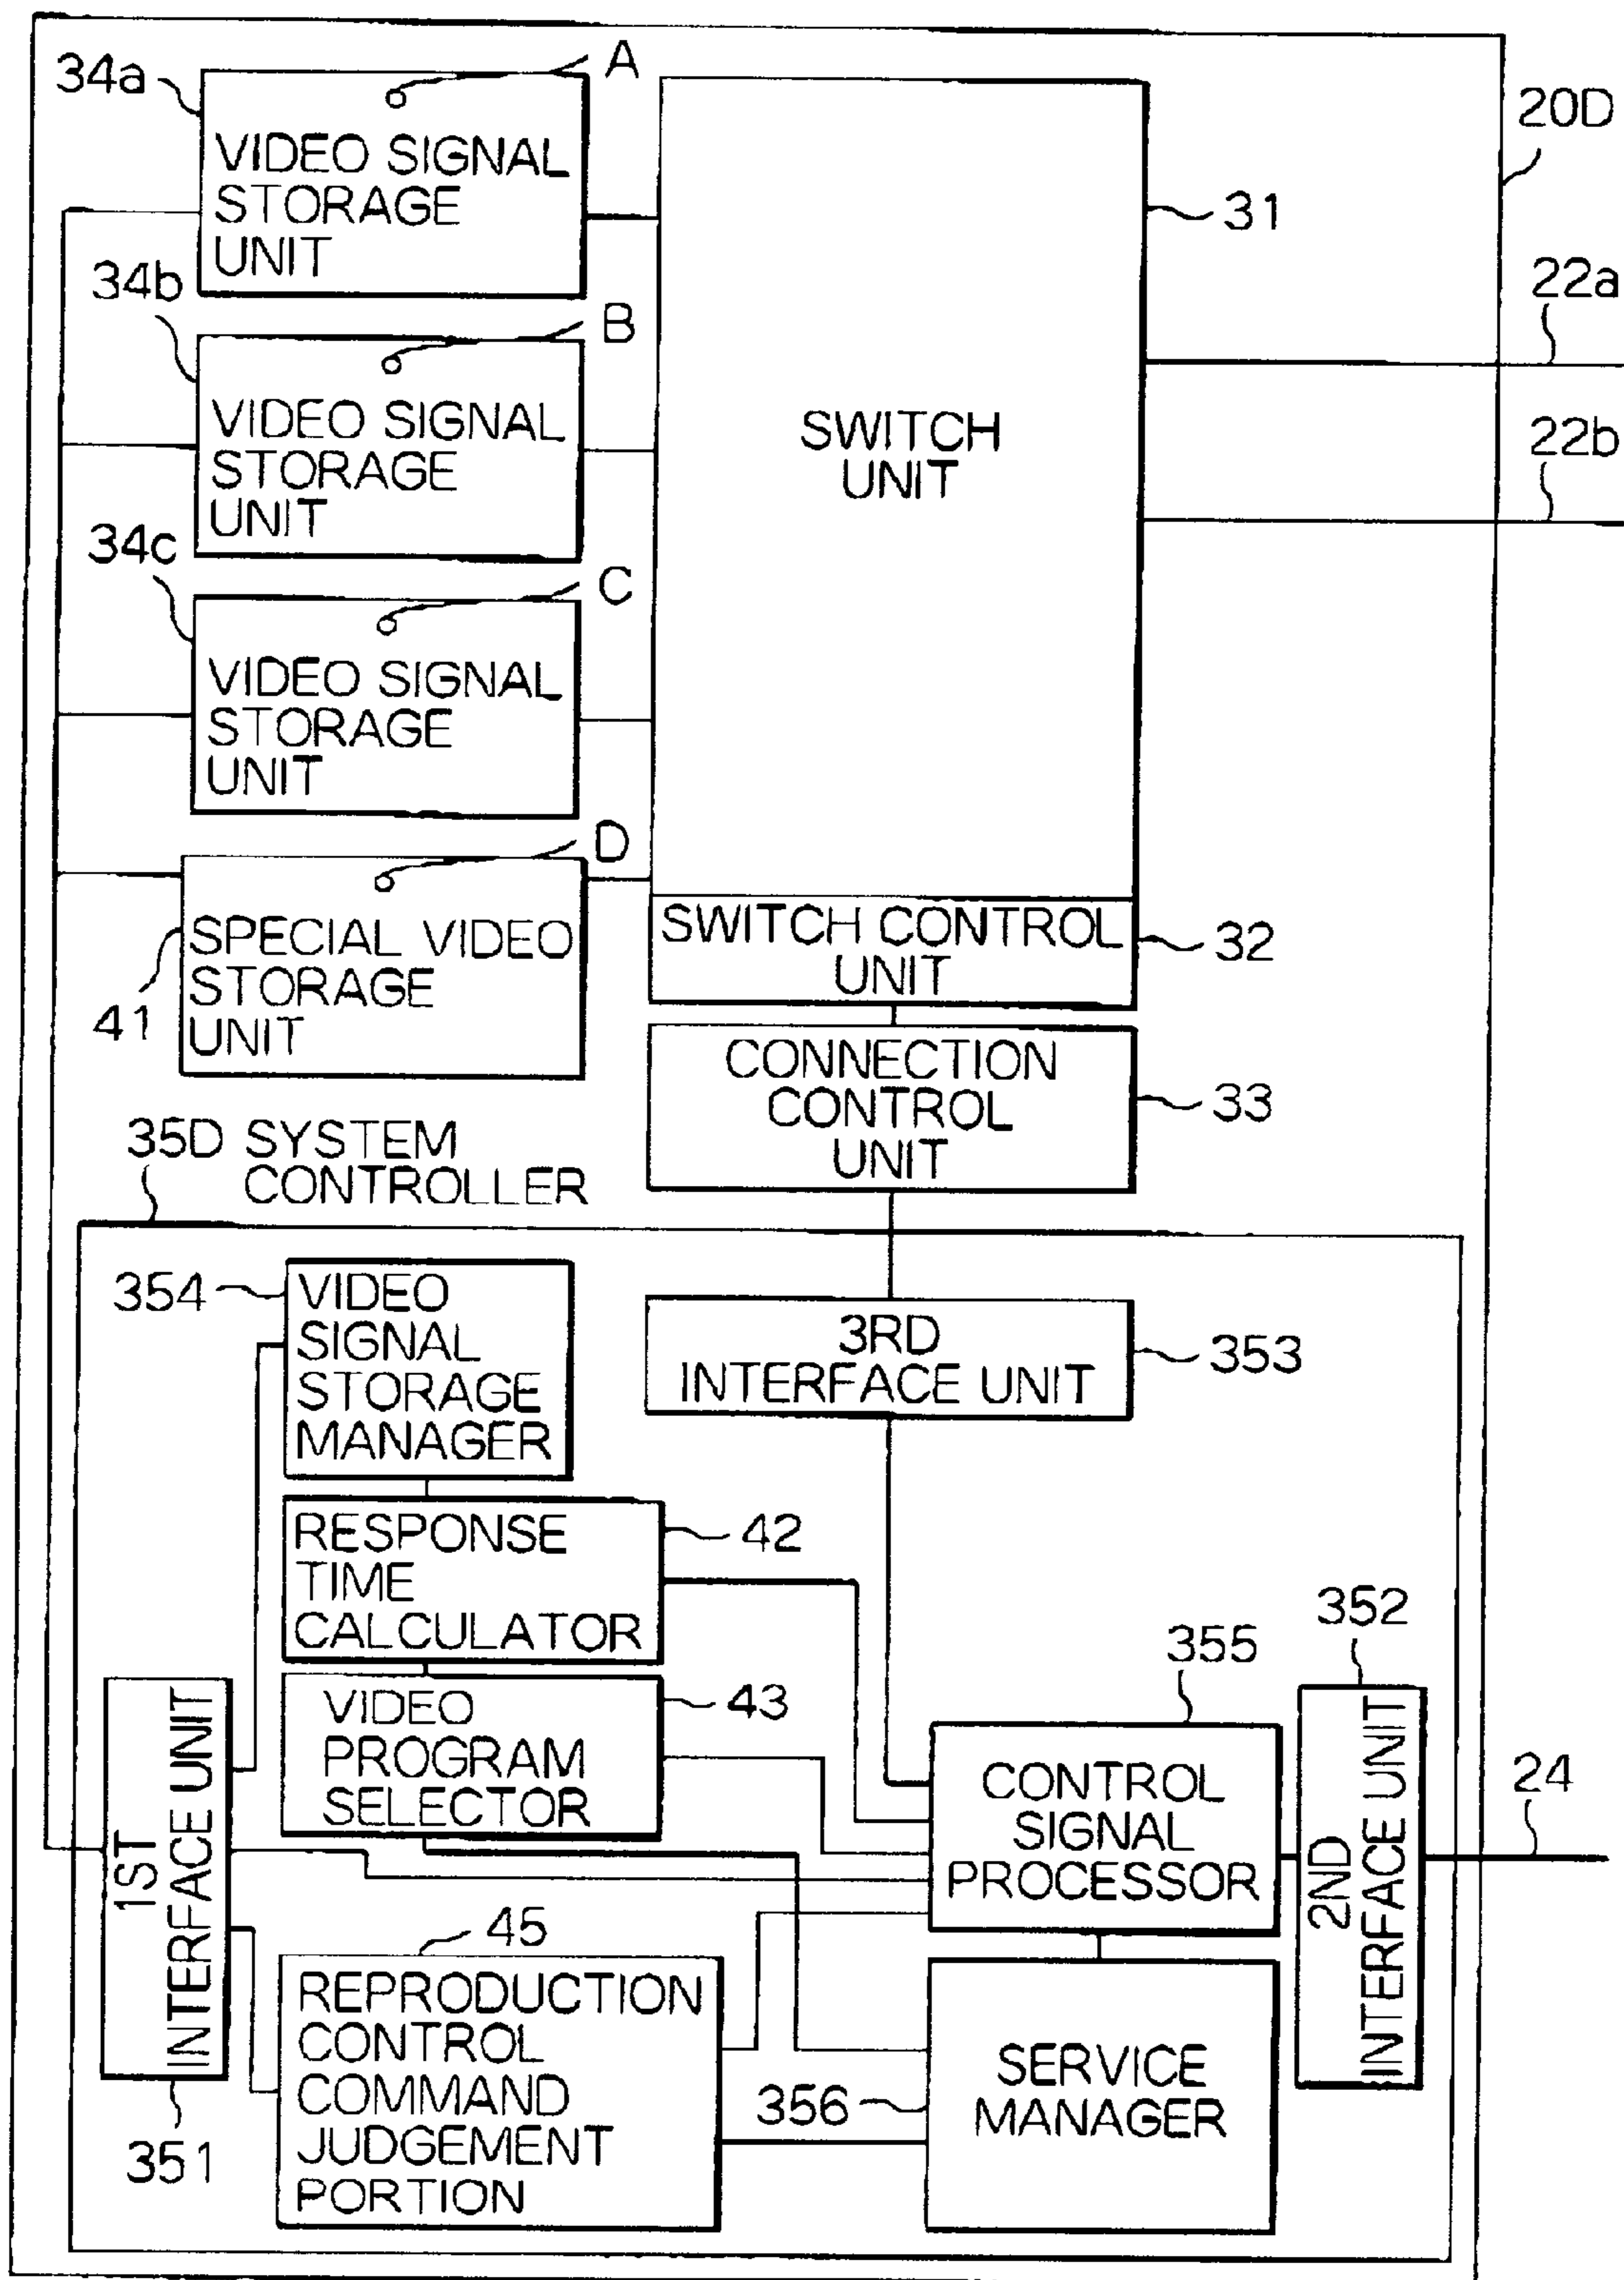 34a
A
VIDEO SIGNAL
STORAGE
UNIT
20D
31
34b
B
VIDEO SIGNAL
STORAGE
UNIT
22a
SWITCH
UNIT
22b
34c
C
VIDEO SIGNAL
STORAGE
UNIT
D
SPECIAL VIDEO
STORAGE
UNIT
41
SWITCH CONTROL
UNIT
32
CONNECTION
CONTROL
UNIT
33
35D SYSTEM
CONTROLLER
354
VIDEO
SIGNAL
STORAGE
MANAGER
3RD
INTERFACE UNIT
353
RESPONSE
TIME
CALCULATOR
42
VIDEO
PROGRAM
SELECTOR
43
355
352
1ST
INTERFACE UNIT
351
CONTROL
SIGNAL
PROCESSOR
2ND
INTERFACE UNIT
24
45
REPRODUCTION
CONTROL
COMMAND
JUDGEMENT
PORTION
356
SERVICE
MANAGER